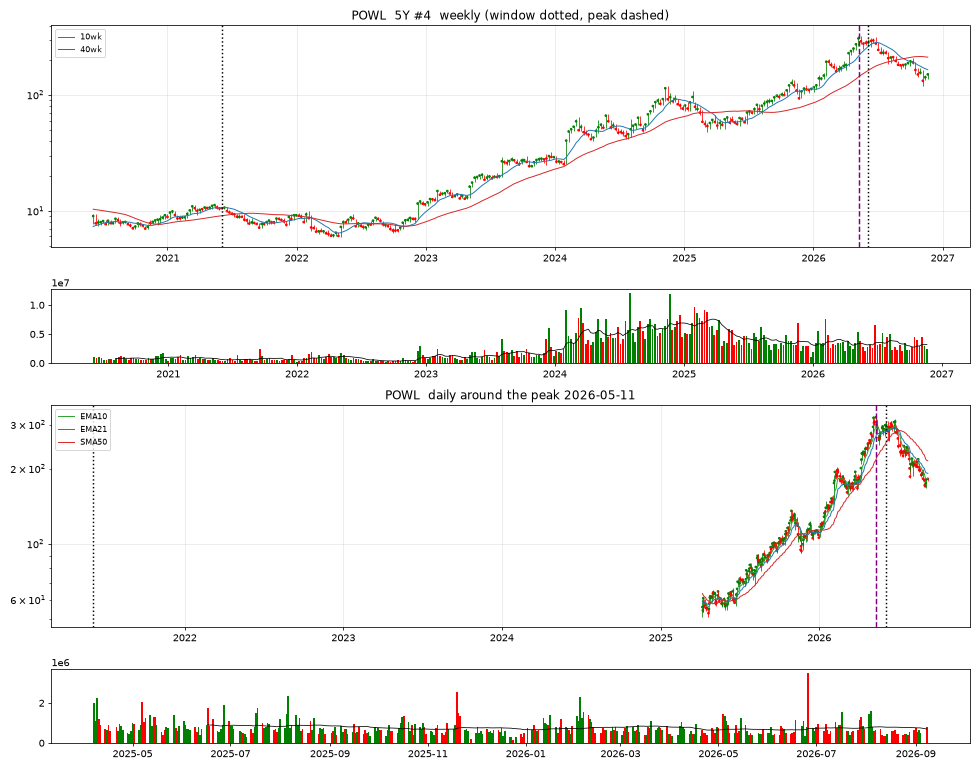 POWL  5Y #4  weekly (window dotted, peak dashed)
10wk
40wk
10²
10¹
2021 2022 2023 2024 2025 2026 2027
1e7
1.0
0.5
0.0
2021 2022 2023 2024 2025 2026 2027
POWL  daily around the peak 2026-05-11
EMA10
EMA21
SMA50
3 × 10²
2 × 10²
10²
6 × 10¹
2022 2023 2024 2025 2026
1e6
2
0
2025-05 2025-07 2025-09 2025-11 2026-01 2026-03 2026-05 2026-07 2026-09